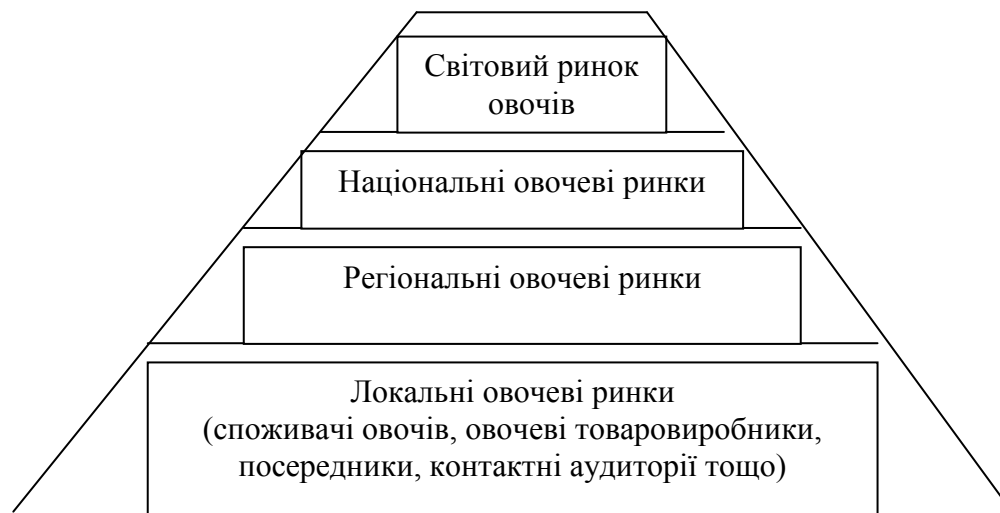 Світовий ринок
овочів
Національні овочеві ринки
Регіональні овочеві ринки
Локальні овочеві ринки
(споживачі овочів, овочеві товаровиробники,
посередники, контактні аудиторії тощо)